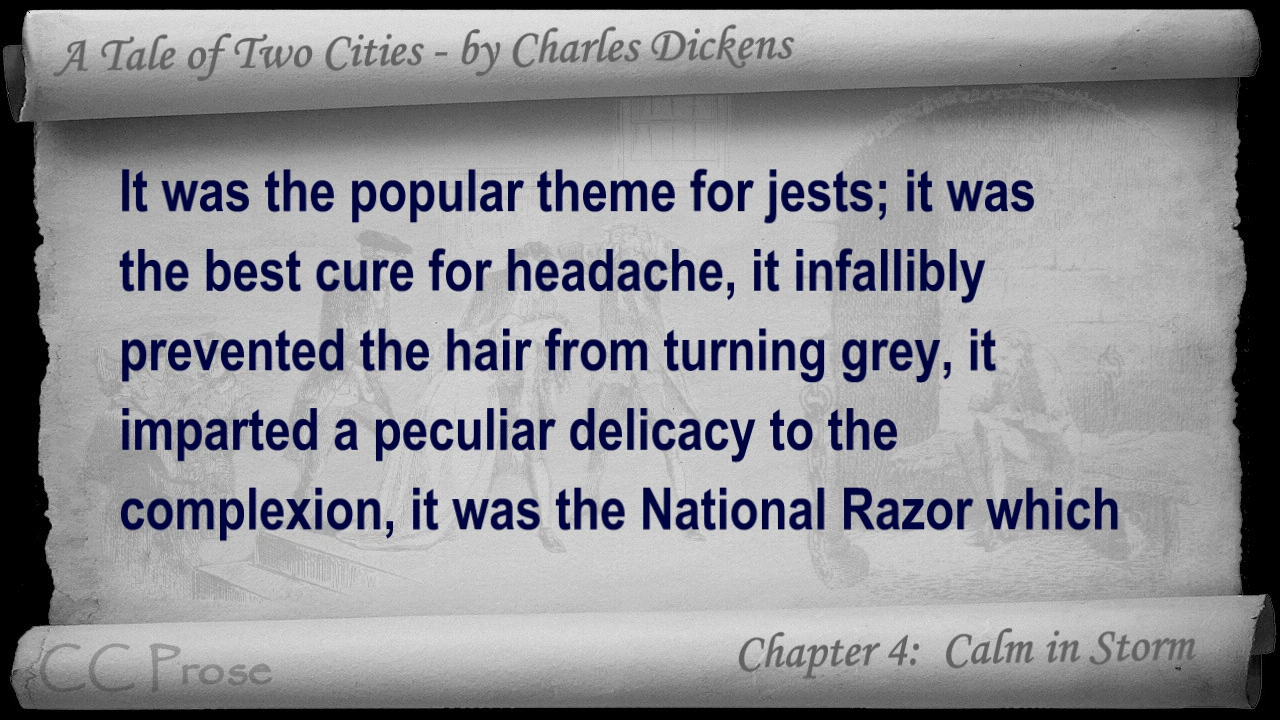 A Tale of Two Cities - by Charles Dickens
It was the popular theme for jests; it was
the best cure for headache, it infallibly
prevented the hair from turning grey, it
imparted a peculiar delicacy to the
complexion, it was the National Razor which
Chapter 4: Calm in Storm
CC Prose